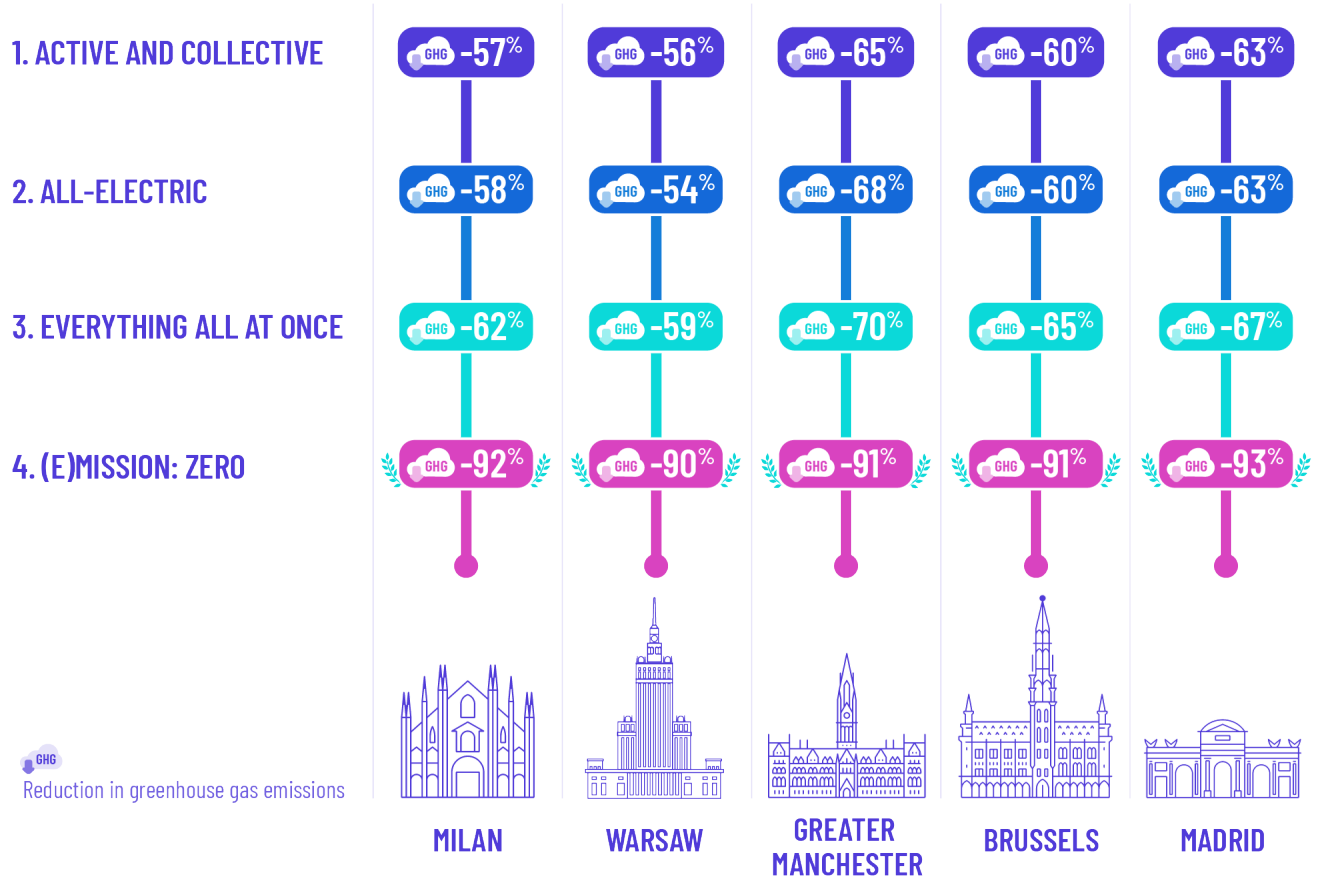 1. ACTIVE AND COLLECTIVE
GHG -57%
GHG -56%
GHG -65%
GHG -60%
GHG -63%
2. ALL-ELECTRIC
GHG -58%
GHG -54%
GHG -68%
GHG -60%
GHG -63%
3. EVERYTHING ALL AT ONCE
GHG -62%
GHG -59%
GHG -70%
GHG -65%
GHG -67%
4. (E)MISSION: ZERO
GHG -92%
GHG -90%
GHG -91%
GHG -91%
GHG -93%
GHG
Reduction in greenhouse gas emissions
MILAN
WARSAW
GREATER
MANCHESTER
BRUSSELS
MADRID